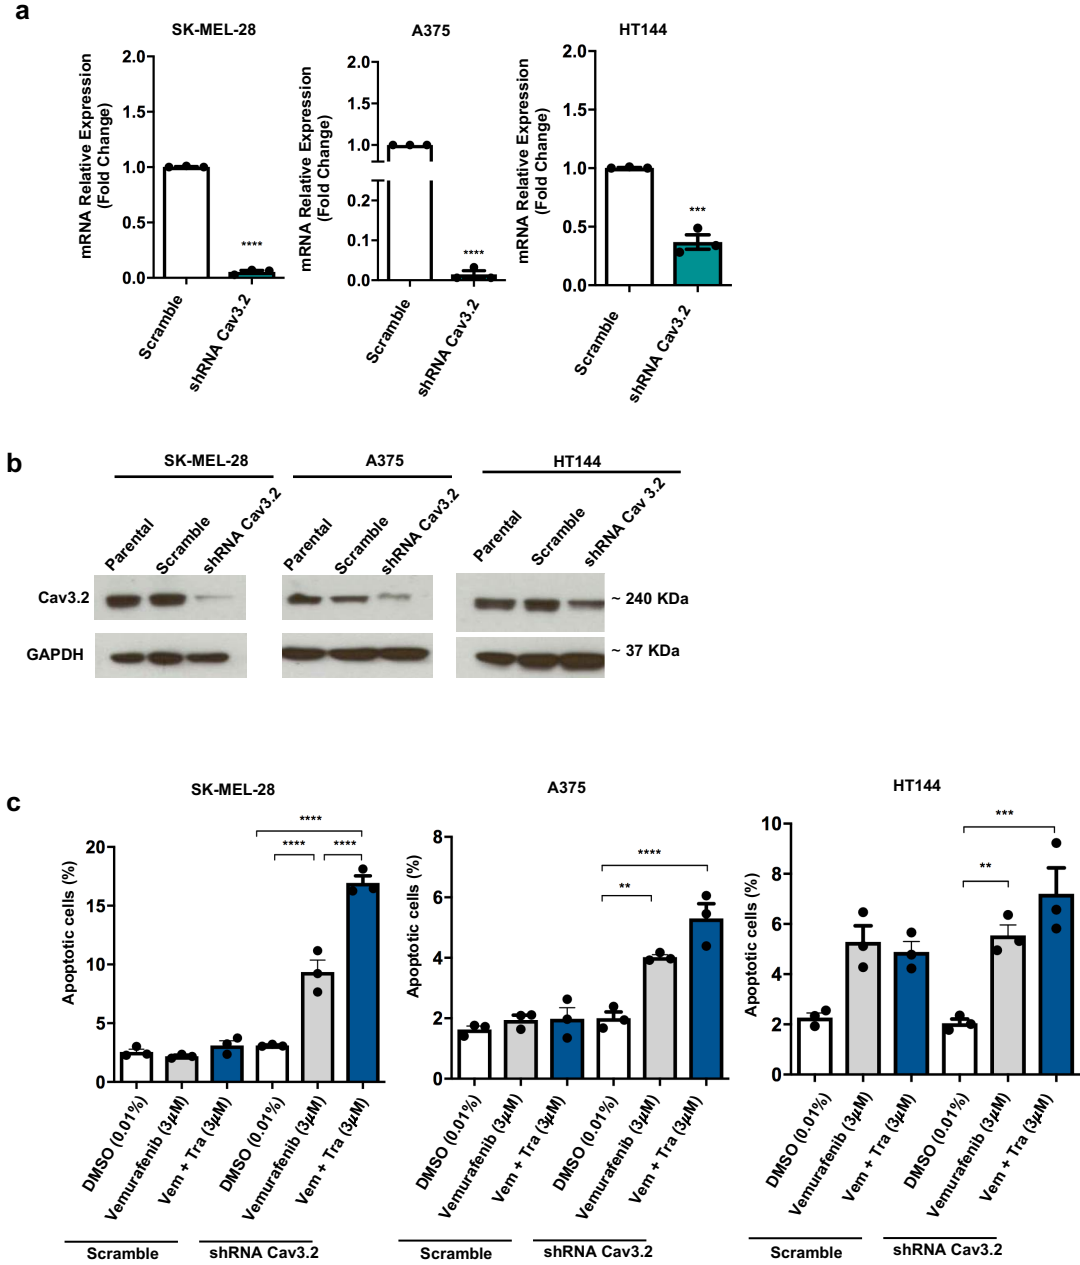 a
SK-MEL-28
A375
HT144
mRNA Relative Expression
(Fold Change)
2.0
1.5
1.0
0.5
0.0
****
Scramble
shRNA Cav3.2
mRNA Relative Expression
(Fold Change)
2.0
1.5
1.0
0.2
0.1
0.0
****
Scramble
shRNA Cav3.2
mRNA Relative Expression
(Fold Change)
2.0
1.5
1.0
0.5
0.0
***
Scramble
shRNA Cav3.2
b
SK-MEL-28
A375
HT144
Parental
Scramble
shRNA Cav3.2
Parental
Scramble
shRNA Cav3.2
Parental
Scramble
shRNA Cav 3.2
Cav3.2
~ 240 KDa
GAPDH
~ 37 KDa
c
SK-MEL-28
Apoptotic cells (%)
20
15
10
5
0
****
****
****
DMSO (0.01%)
Vemurafenib (3µM)
Vem + Tra (3µM)
DMSO (0.01%)
Vemurafenib (3µM)
Vem + Tra (3µM)
Scramble
shRNA Cav3.2
A375
Apoptotic cells (%)
8
6
4
2
0
****
**
DMSO (0.01%)
Vemurafenib (3µM)
Vem + Tra (3µM)
DMSO (0.01%)
Vemurafenib (3µM)
Vem + Tra (3µM)
Scramble
shRNA Cav3.2
HT144
Apoptotic cells (%)
10
8
6
4
2
0
***
**
DMSO (0.01%)
Vemurafenib (3µM)
Vem + Tra (3µM)
DMSO (0.01%)
Vemurafenib (3µM)
Vem + Tra (3µM)
Scramble
shRNA Cav3.2